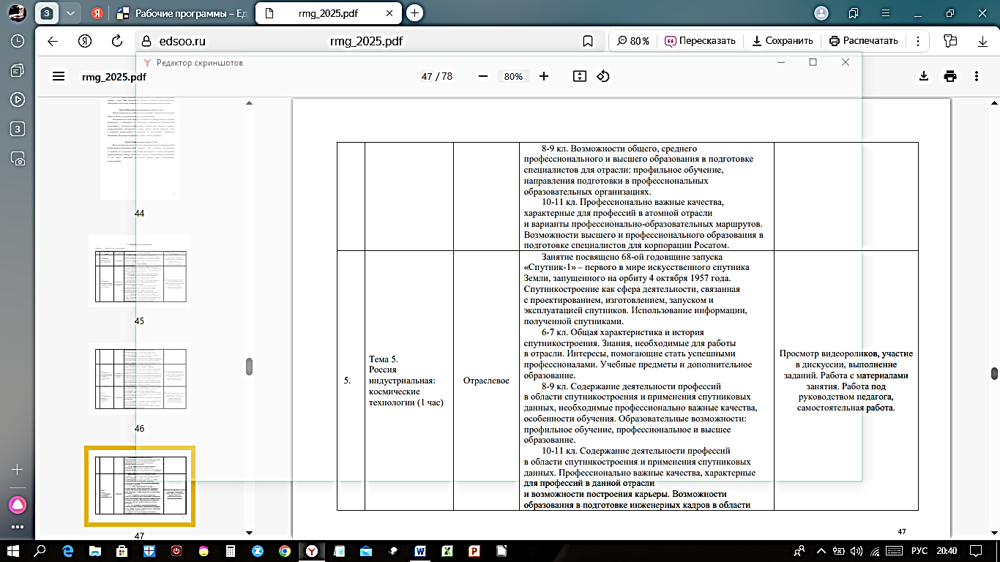 3
Рабочие программы – Ед
rmg_2025.pdf
edsoo.ru
rmg_2025.pdf
80%
Пересказать
Сохранить
Распечатать
Редактор скриншотов
rmg_2025.pdf
47 / 78
80%
3
44
45
46
47
8-9 кл. Возможности общего, среднего
профессионального и высшего образования в подготовке
специалистов для отрасли: профильное обучение,
направления подготовки в профессиональных
образовательных организациях.
10-11 кл. Профессионально важные качества,
характерные для профессий в атомной отрасли
и варианты профессионально-образовательных маршрутов.
Возможности высшего и профессионального образования в
подготовке специалистов для корпорации Росатом.
5.
Тема 5.
Россия
индустриальная:
космические
технологии (1 час)
Отраслевое
Занятие посвящено 68-ой годовщине запуска
«Спутник-1» – первого в мире искусственного спутника
Земли, запущенного на орбиту 4 октября 1957 года.
Спутникостроение как сфера деятельности, связанная
с проектированием, изготовлением, запуском и
эксплуатацией спутников. Использование информации,
полученной спутниками.
6-7 кл. Общая характеристика и история
спутникостроения. Знания, необходимые для работы
в отрасли. Интересы, помогающие стать успешными
профессионалами. Учебные предметы и дополнительное
образование.
8-9 кл. Содержание деятельности профессий
в области спутникостроения и применения спутниковых
данных, необходимые профессионально важные качества,
особенности обучения. Образовательные возможности:
профильное обучение, профессиональное и высшее
образование.
10-11 кл. Содержание деятельности профессий
в области спутникостроения и применения спутниковых
данных. Профессионально важные качества, характерные
для профессий в данной отрасли
и возможности построения карьеры. Возможности
образования в подготовке инженерных кадров в области
Просмотр видеороликов, участие
в дискуссии, выполнение
заданий. Работа с материалами
занятия. Работа под
руководством педагога,
самостоятельная работа.
47
РУС
20:40